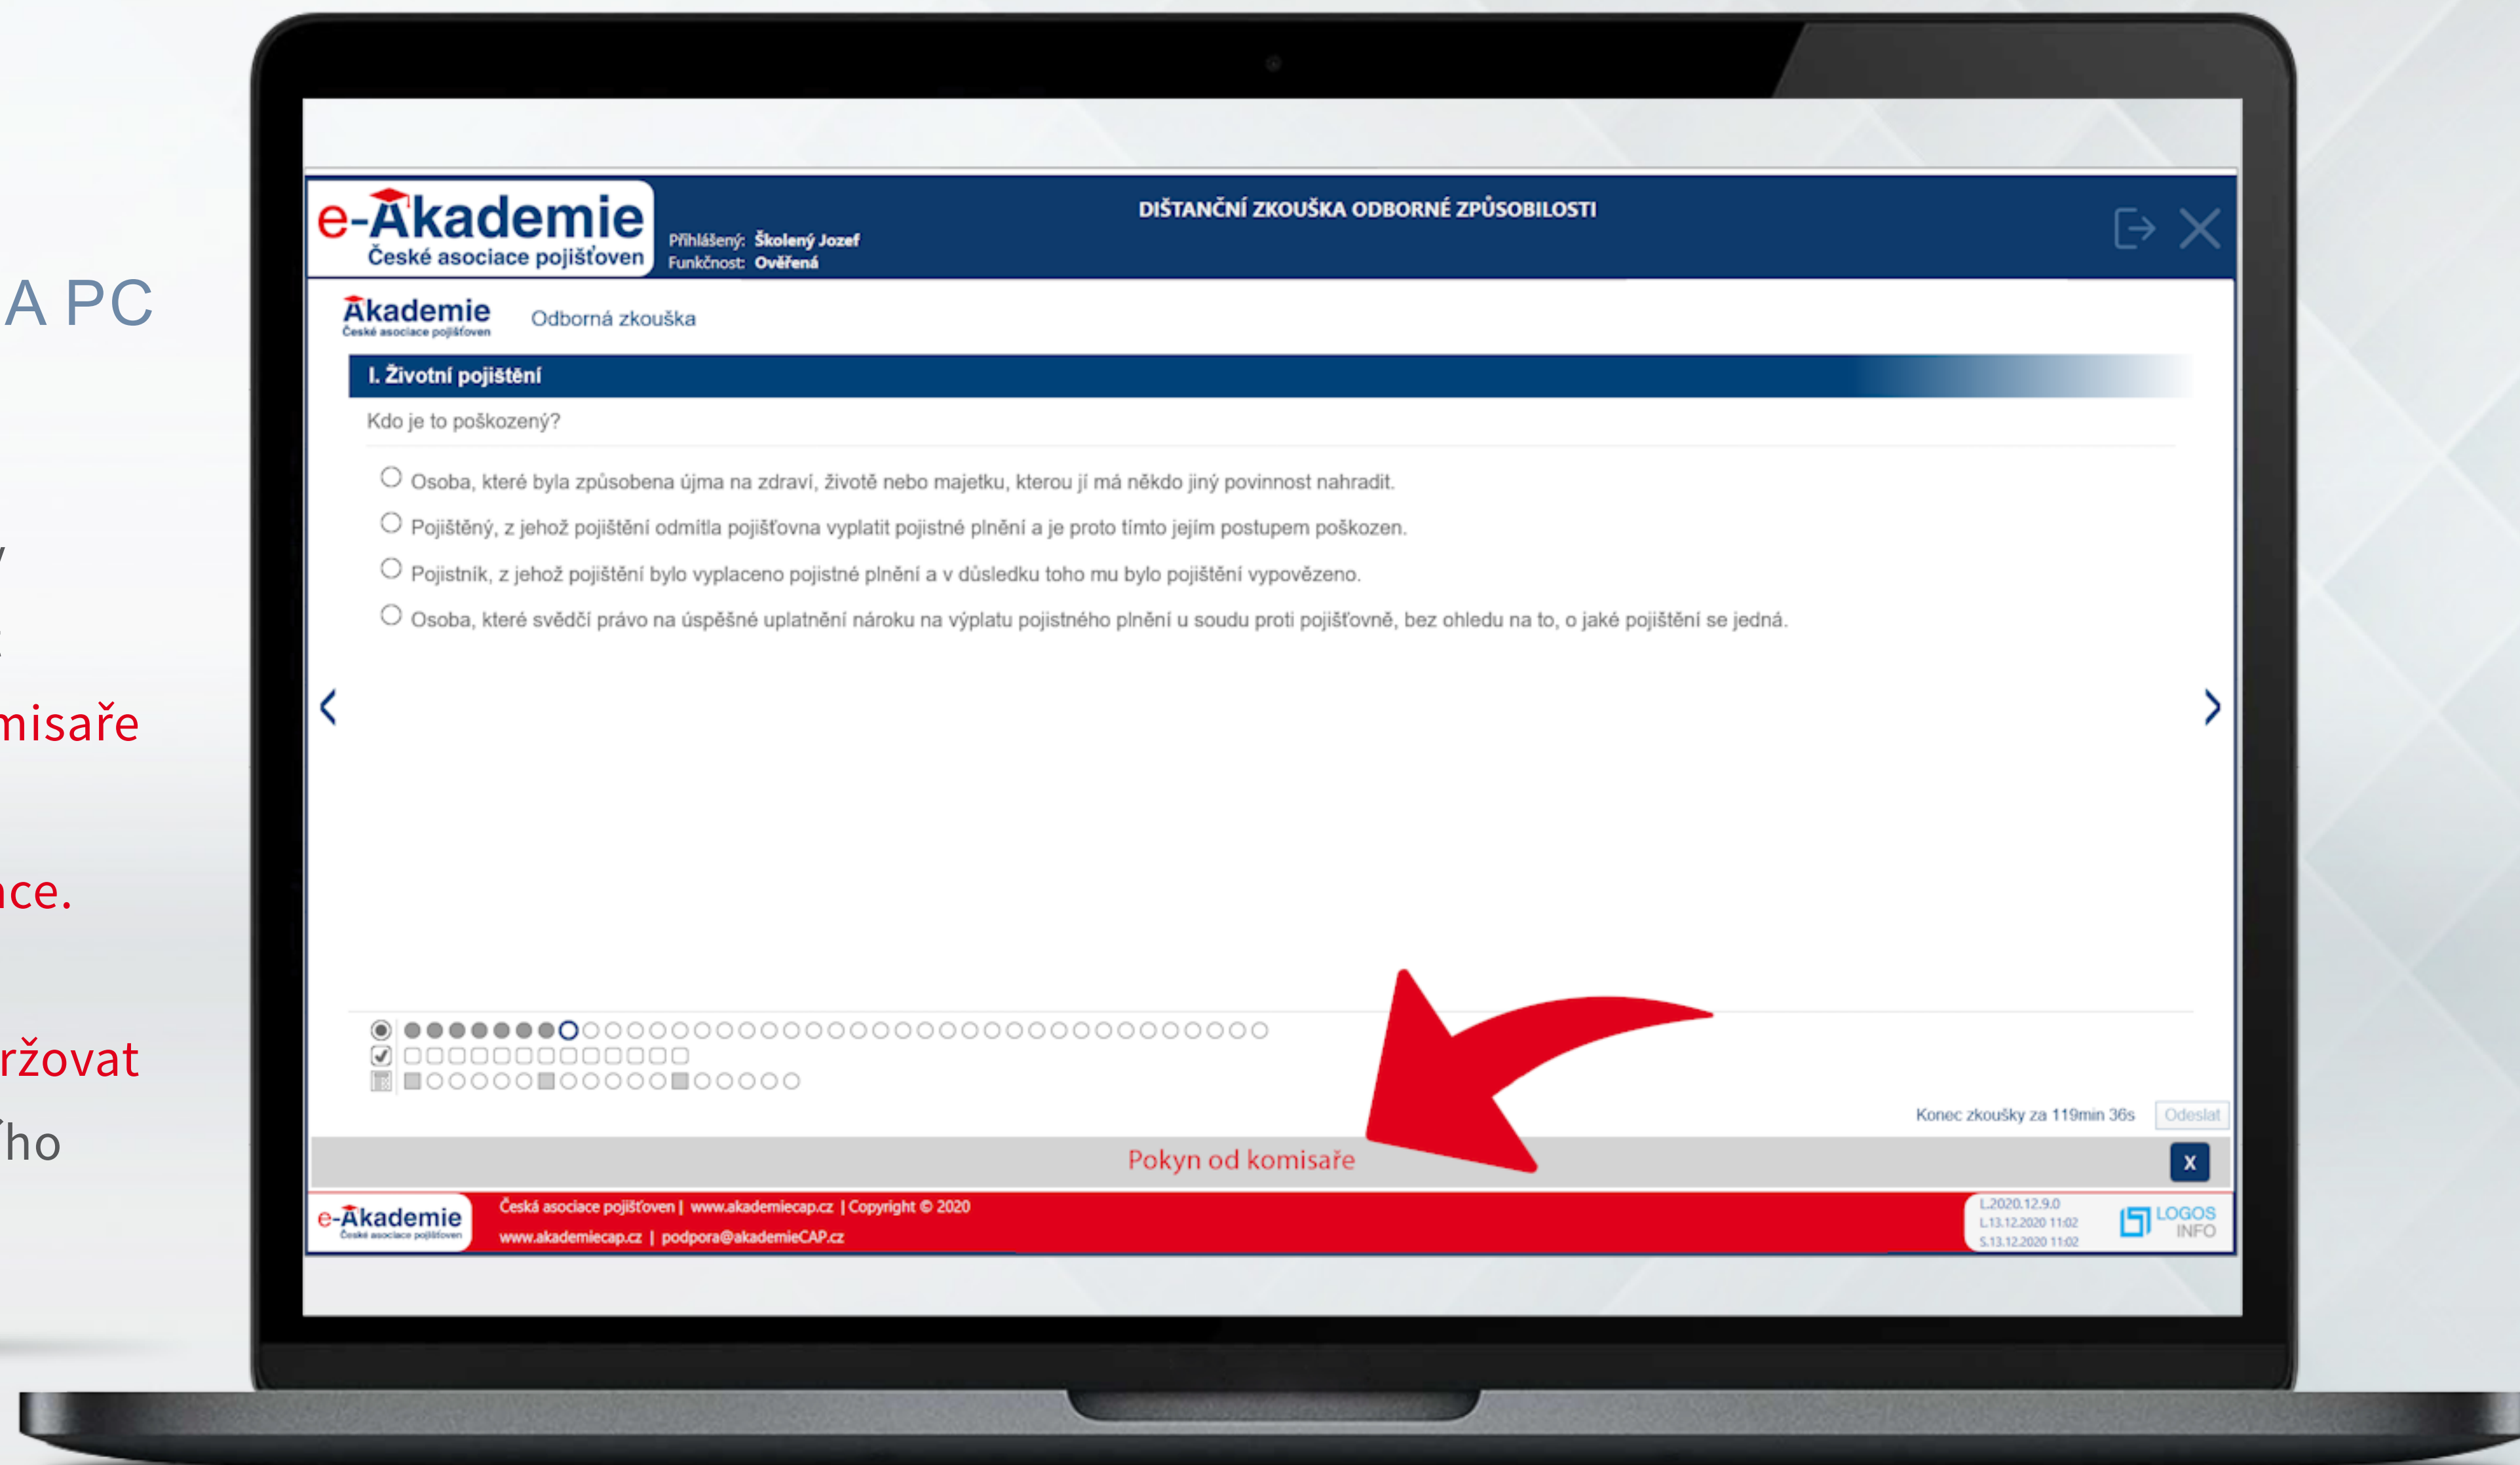 A PC
misaře
nce.
ržovat
ího
e-Akademie
České asociace pojišťoven
Přihlášený: Školený Jozef
Funkčnost: Ověřená
DIŠTANČNÍ ZKOUŠKA ODBORNÉ ZPŮSOBILOSTI
Akademie
České asociace pojišťoven
Odborná zkouška
I. Životní pojištění
Kdo je to poškozený?
Osoba, které byla způsobena újma na zdraví, životě nebo majetku, kterou jí má někdo jiný povinnost nahradit.
Pojištěný, z jehož pojištění odmítla pojišťovna vyplatit pojistné plnění a je proto tímto jejím postupem poškozen.
Pojistník, z jehož pojištění bylo vyplaceno pojistné plnění a v důsledku toho mu bylo pojištění vypovězeno.
Osoba, které svědčí právo na úspěšné uplatnění nároku na výplatu pojistného plnění u soudu proti pojišťovně, bez ohledu na to, o jaké pojištění se jedná.
Konec zkoušky za 119min 36s
Odeslat
Pokyn od komisaře
X
e-Akademie
České asociace pojišťoven
Česká asociace pojišťoven | www.akademiecap.cz | Copyright © 2020
www.akademiecap.cz | podpora@akademieCAP.cz
L.2020.12.9.0
L.13.12.2020 11:02
S.13.12.2020 11:02
LOGOS
INFO